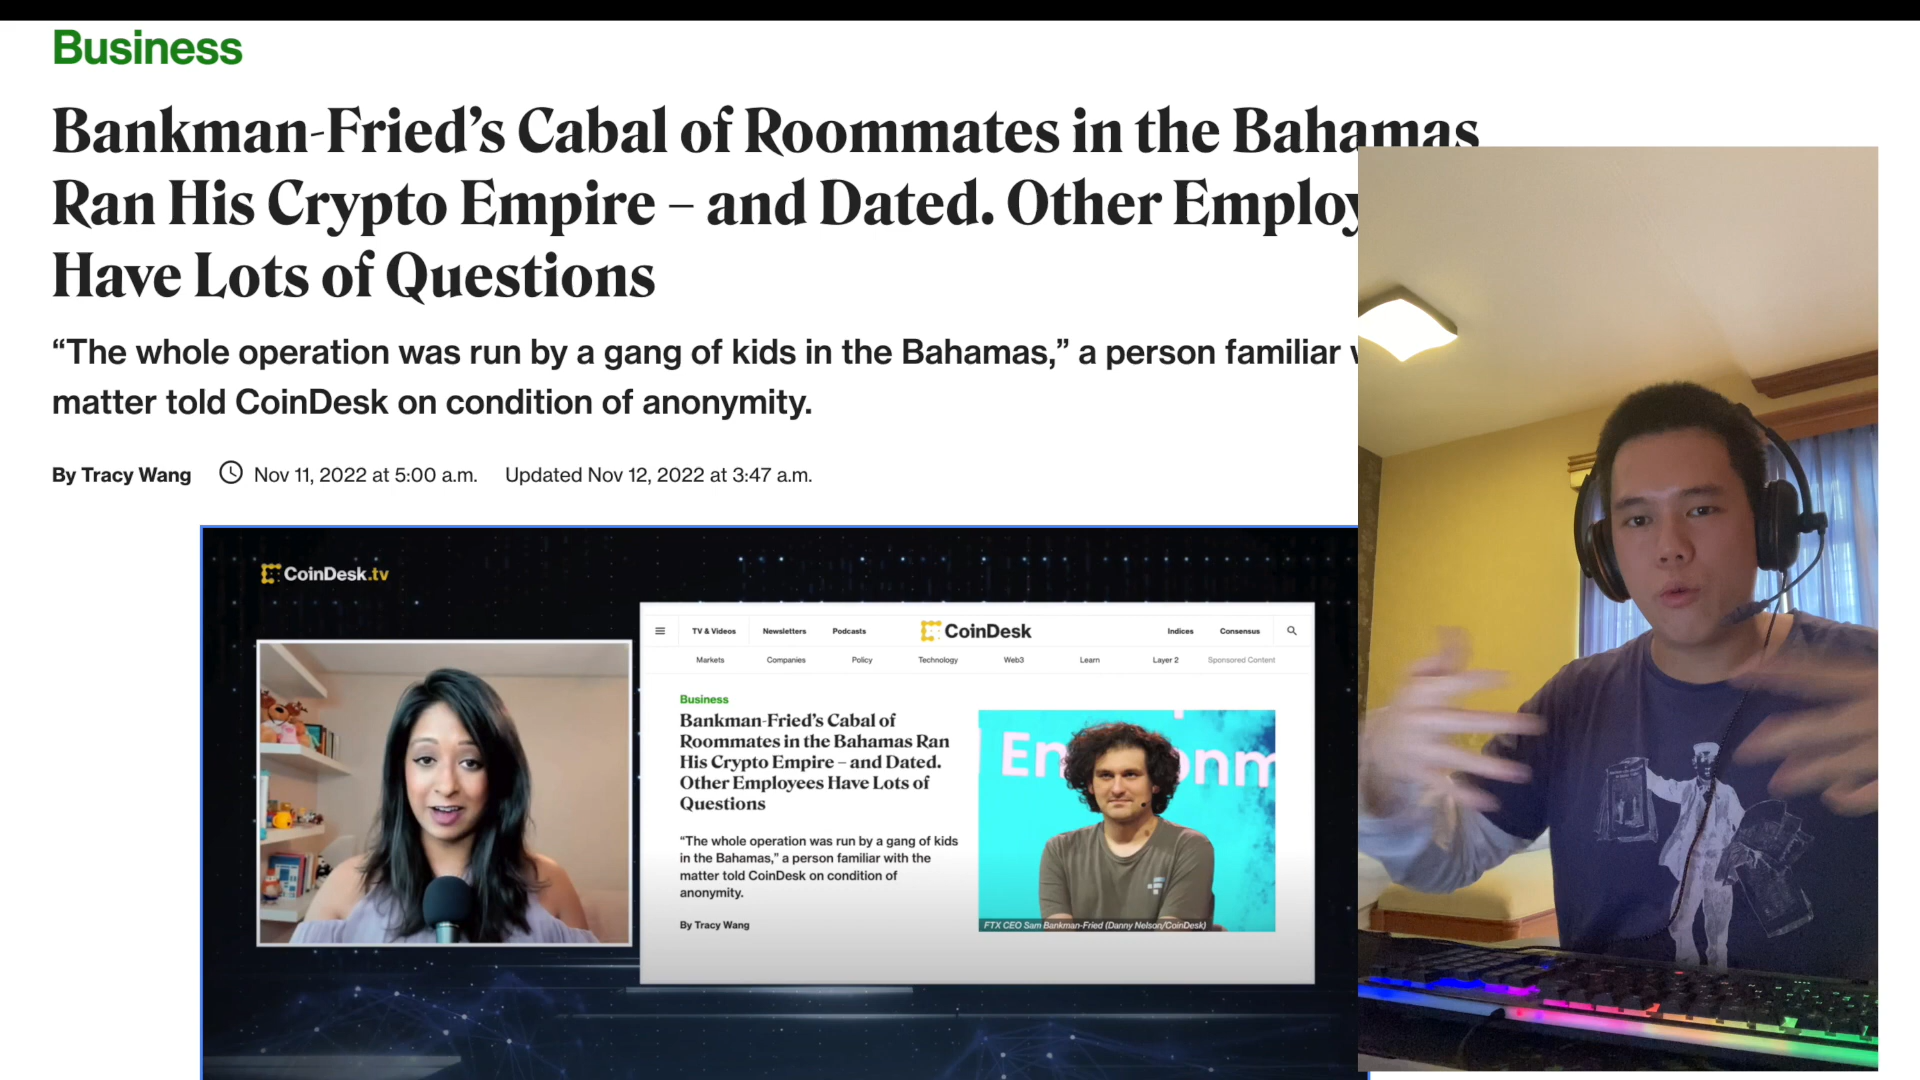 Business
Bankman-Fried’s Cabal of Roommates in the Bahamas
Ran His Crypto Empire – and Dated. Other
Have Lots of Questions
“The whole operation was run by a gang of kids in the Bahamas,” a person familiar
matter told CoinDesk on condition of anonymity.
By Tracy Wang Nov 11, 2022 at 5:00 a.m. Updated Nov 12, 2022 at 3:47 a.m.
CoinDesk.tv
TV & Videos Newsletters Podcasts CoinDesk Indices Consensus
Markets Companies Policy Technology Web3 Learn Layer 2 Sponsored Content
Business
Bankman-Fried’s Cabal of
Roommates in the Bahamas Ran
His Crypto Empire – and Dated.
Other Employees Have Lots of
Questions
“The whole operation was run by a gang of kids
in the Bahamas,” a person familiar with the
matter told CoinDesk on condition of
anonymity.
By Tracy Wang
FTX CEO Sam Bankman-Fried (Danny Nelson/CoinDesk)